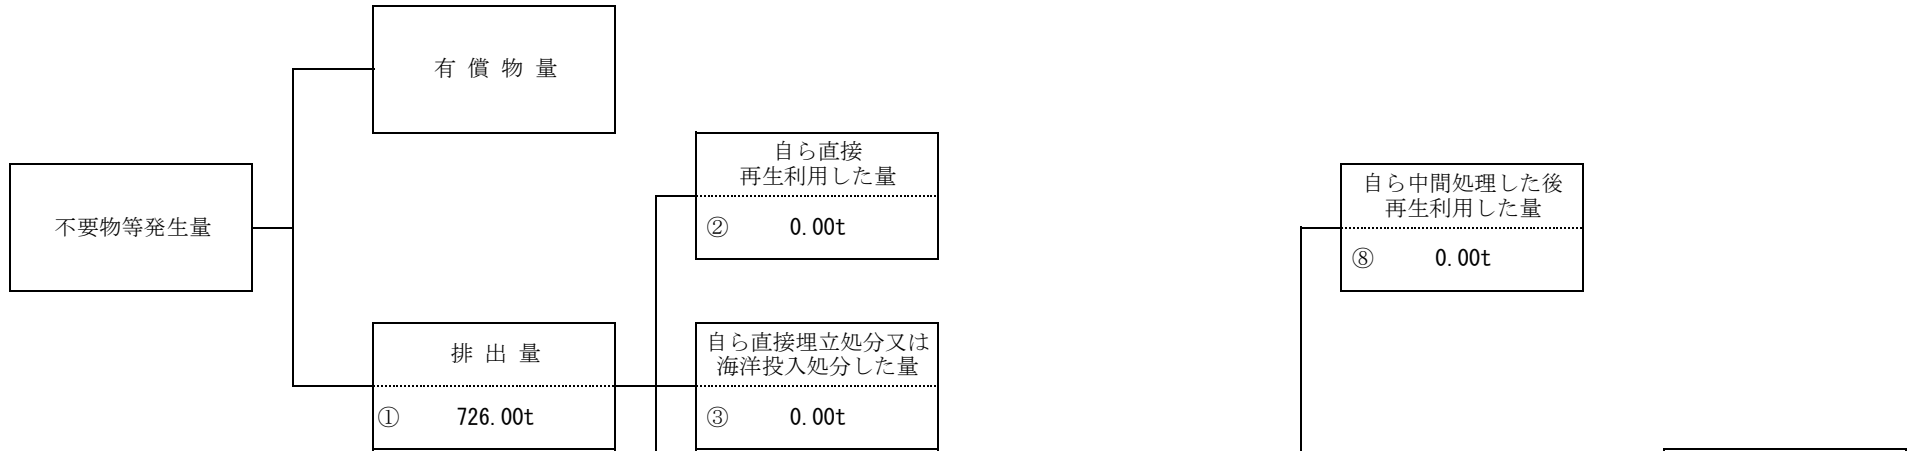 有 償 物 量
自ら直接
再生利用した量
② 0.00t
自ら中間処理した後
再生利用した量
⑧ 0.00t
不要物等発生量
排 出 量
① 726.00t
自ら直接埋立処分又は
海洋投入処分した量
③ 0.00t